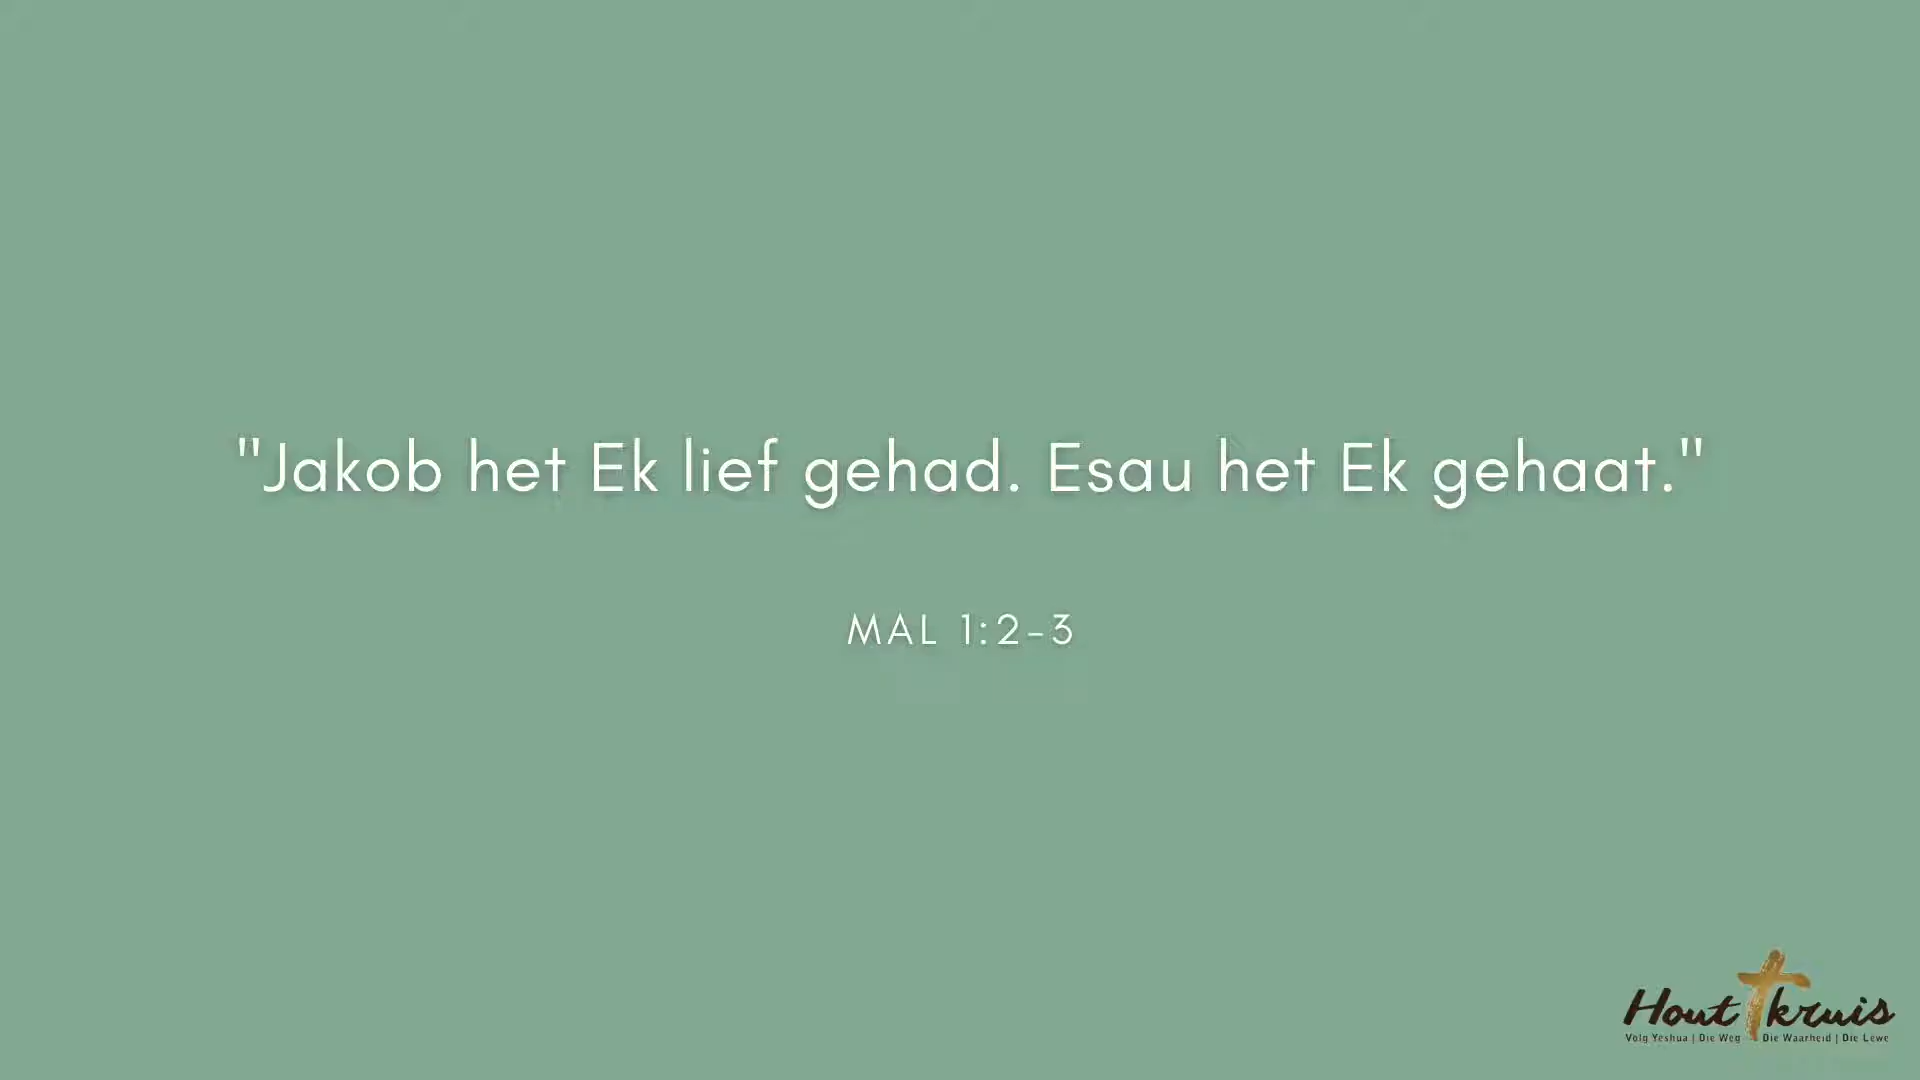 "Jakob het Ek lief gehad. Esau het Ek gehaat."
MAL 1:2-3
Hout kruis
Volg Yeshua | Die Weg Die Waarheid | Die Lewe